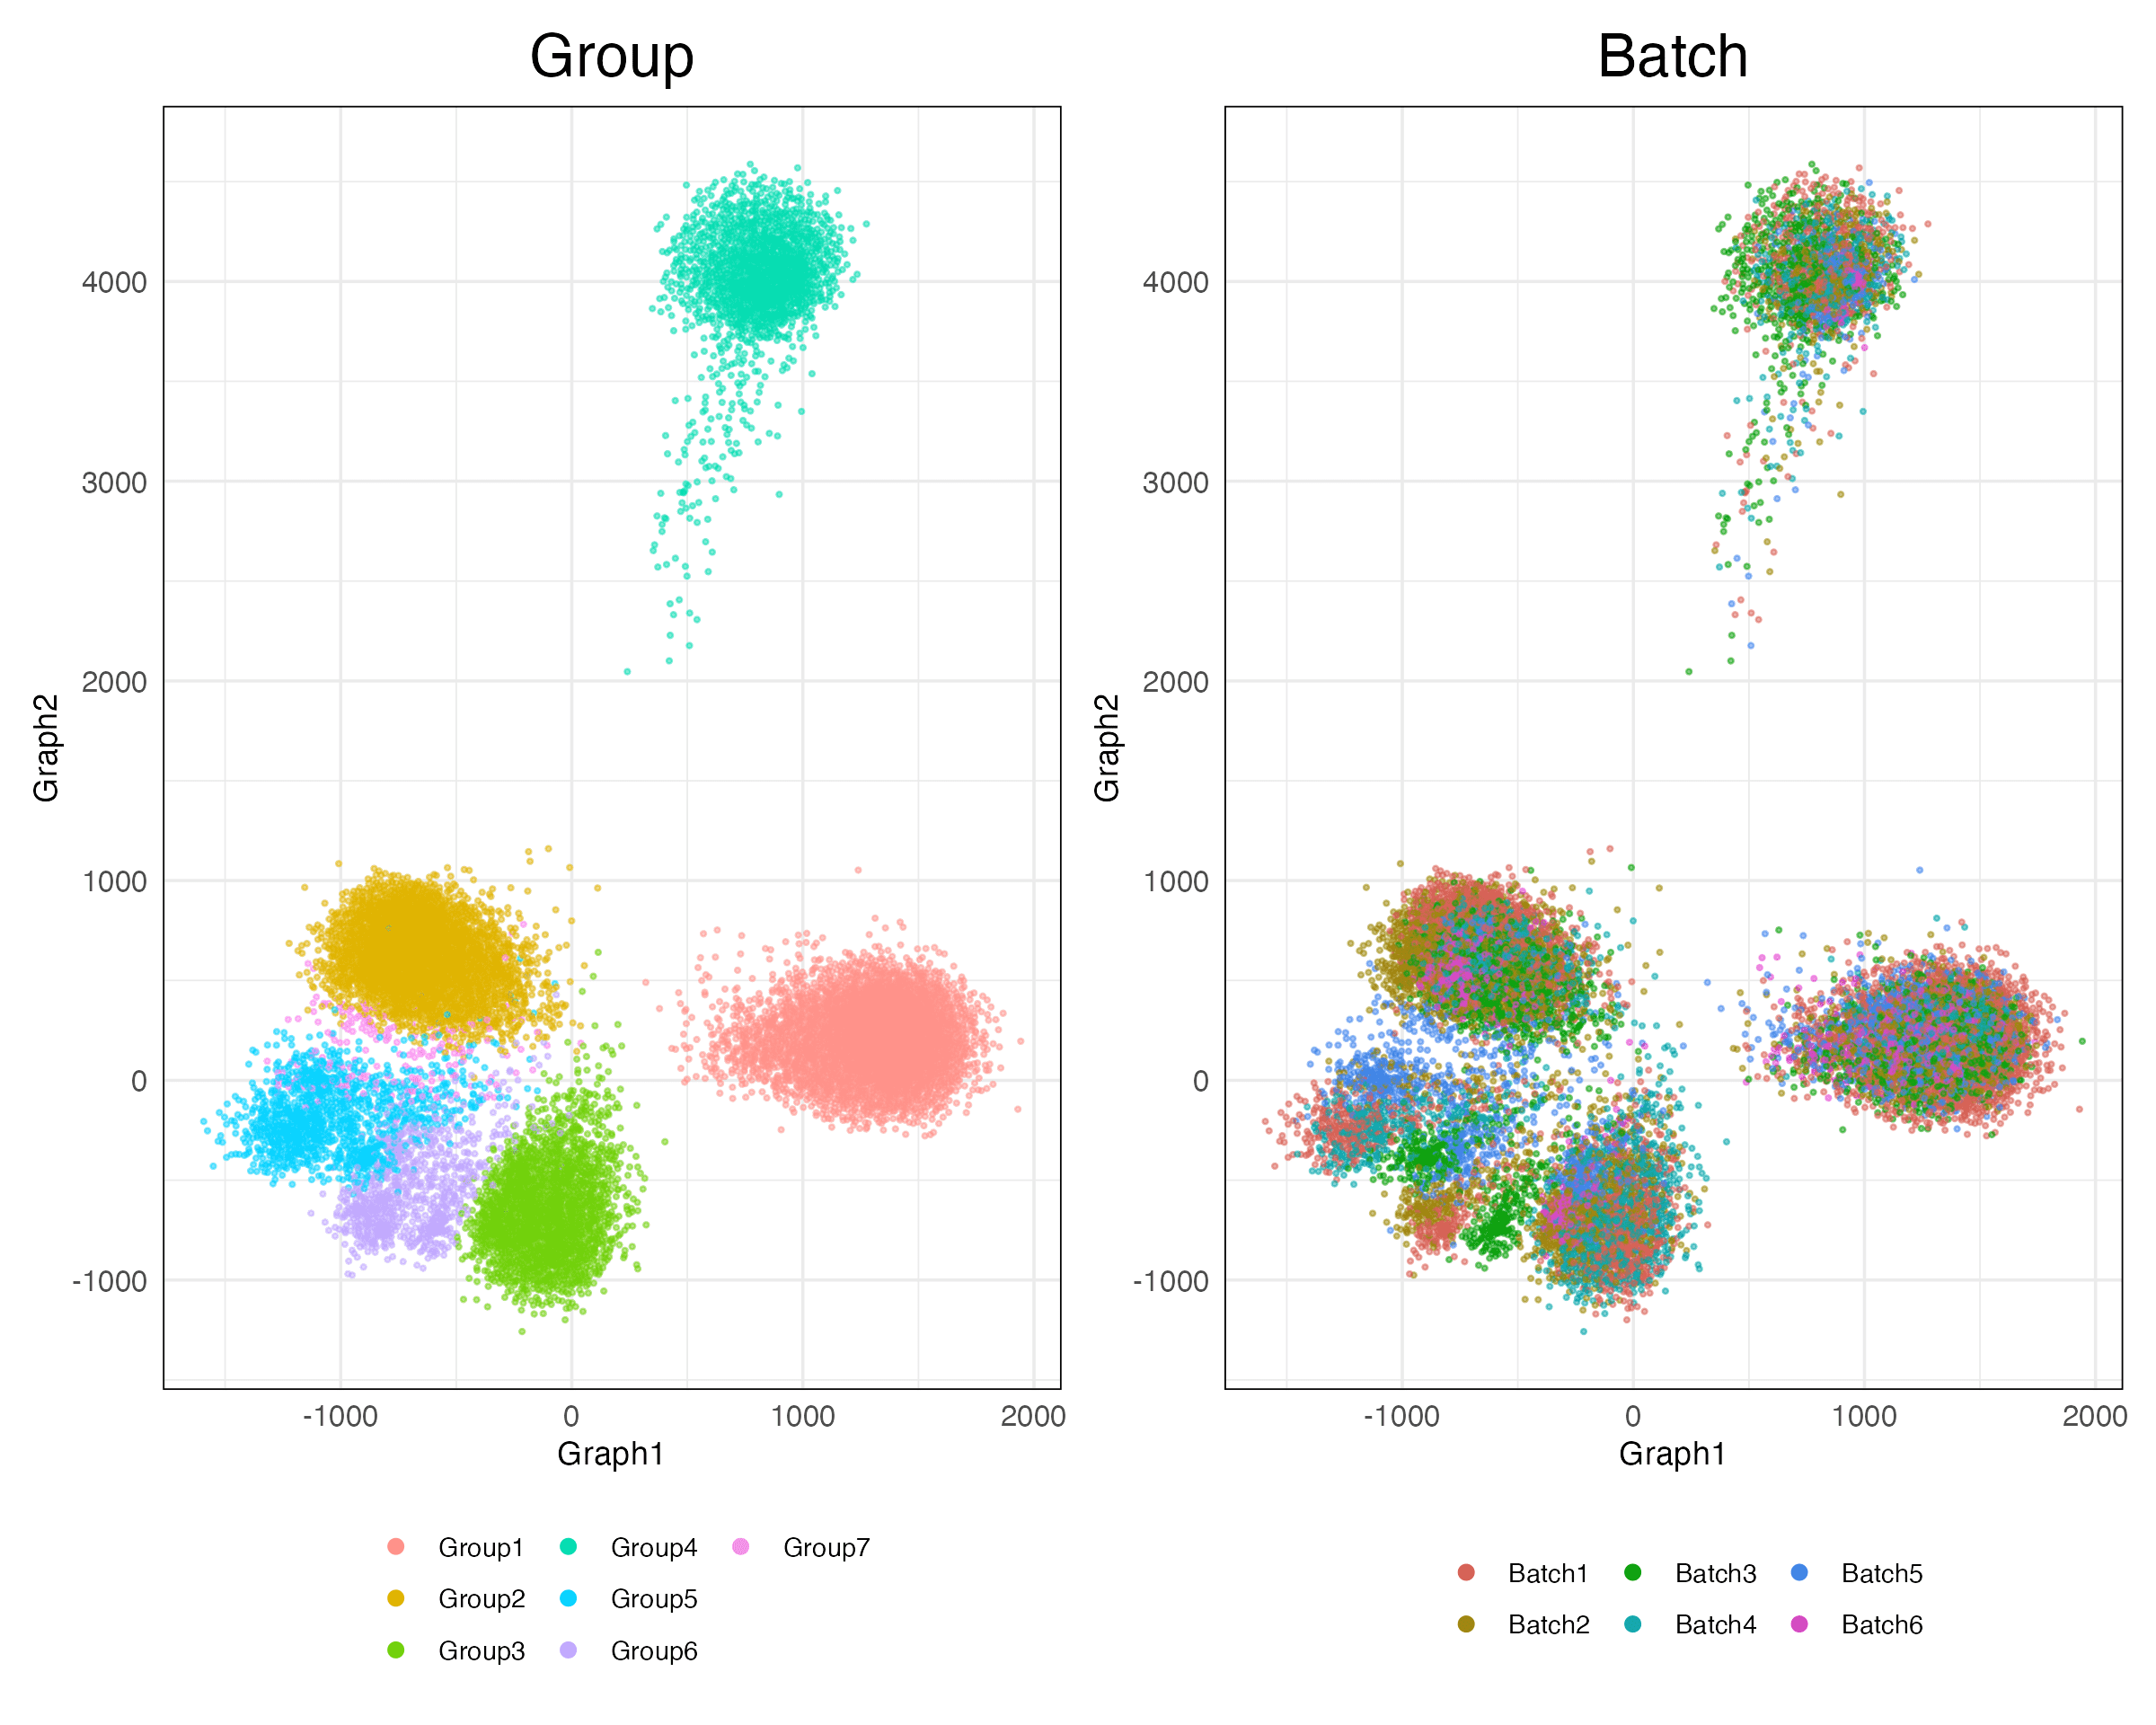 Group
Batch
4000
3000
2000
1000
0
-1000
Graph2
-1000 0 1000 2000
Graph1
4000
3000
2000
1000
0
-1000
Graph2
-1000 0 1000 2000
Graph1
Group1 Group4 Group7
Group2 Group5
Group3 Group6
Batch1 Batch3 Batch5
Batch2 Batch4 Batch6